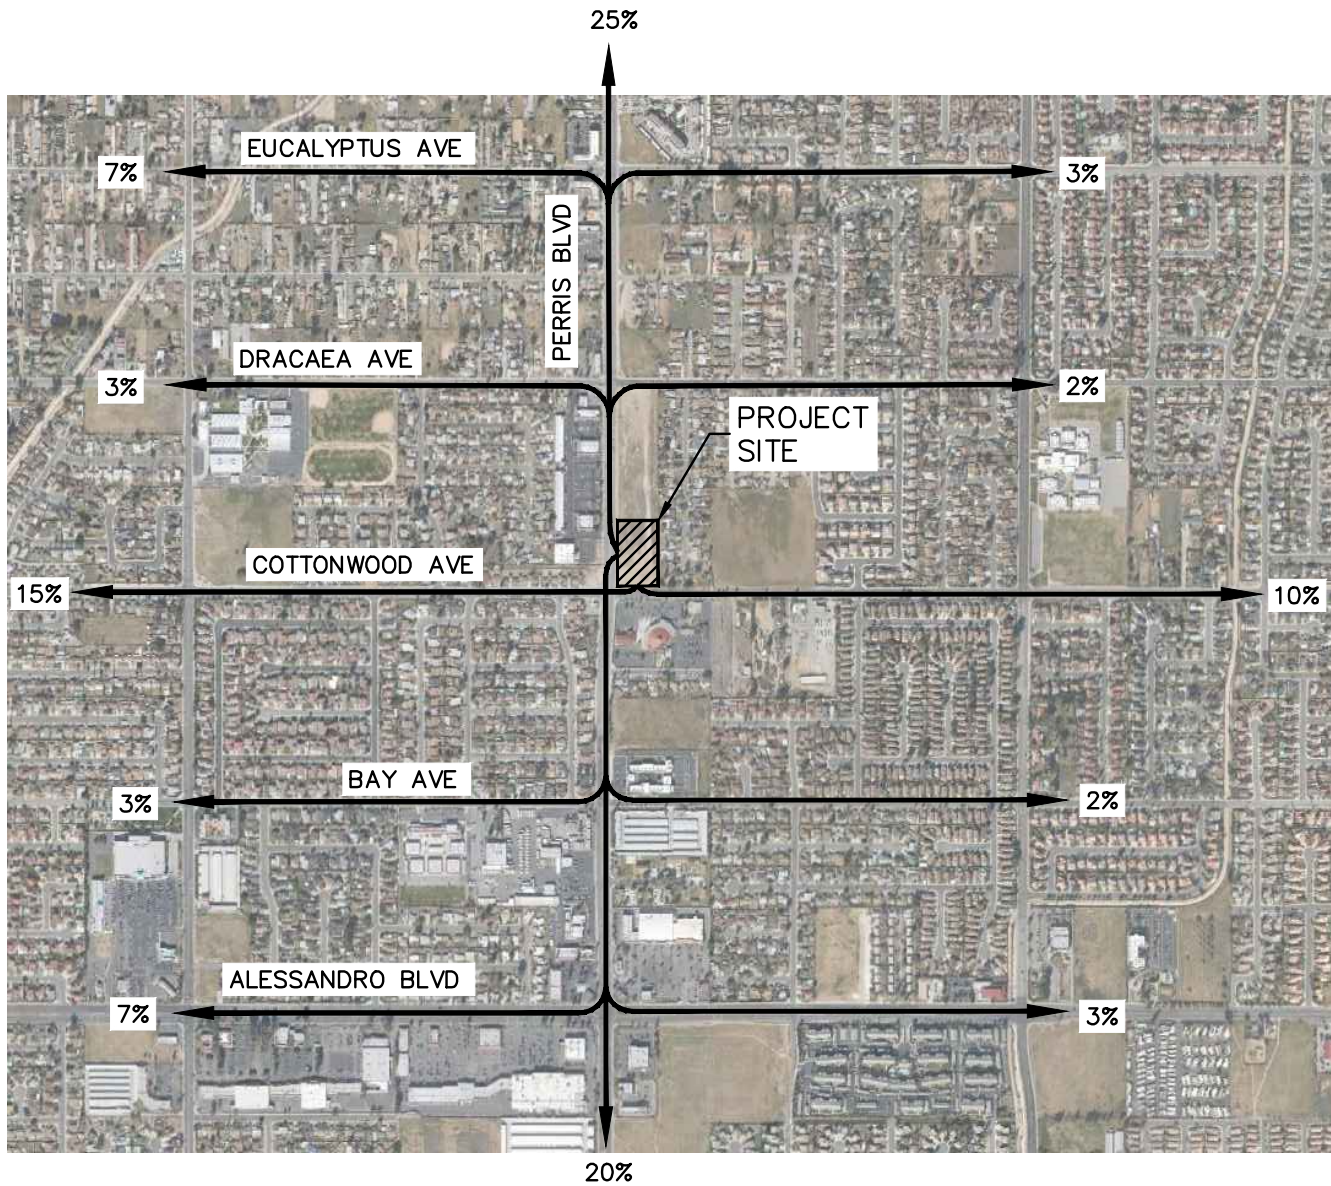 25%
EUCALYPTUS AVE
7%
3%
PERRIS BLVD
DRACAEA AVE
3%
2%
PROJECT
SITE
COTTONWOOD AVE
15%
10%
BAY AVE
3%
2%
ALESSANDRO BLVD
7%
3%
20%